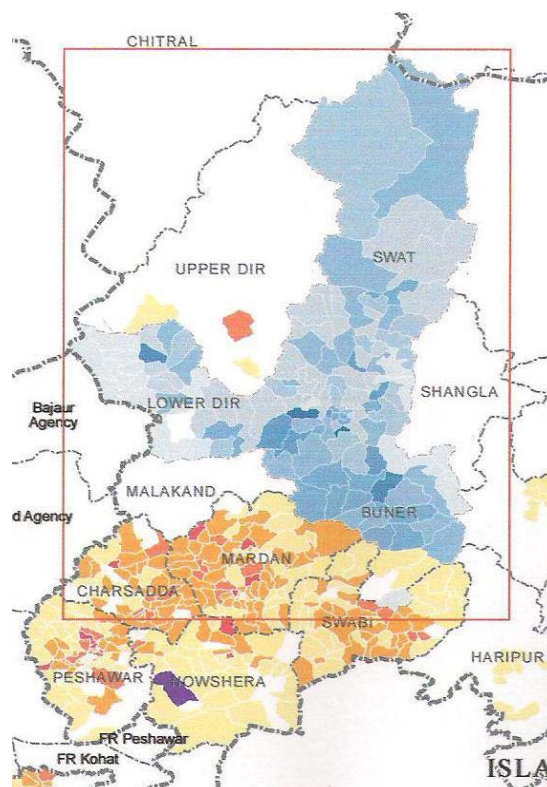 CHITRAL
UPPER DIR
SWAT
SHANGLA
LOWER DIR
Bajaur
Agency
MALAKAND
d Agency
BUNER
MARDAN
CHARSADDA
SWABI
HARIPUR
PESHAWAR
NOWSHERA
FR Peshawar
FR Kohat
ISLA